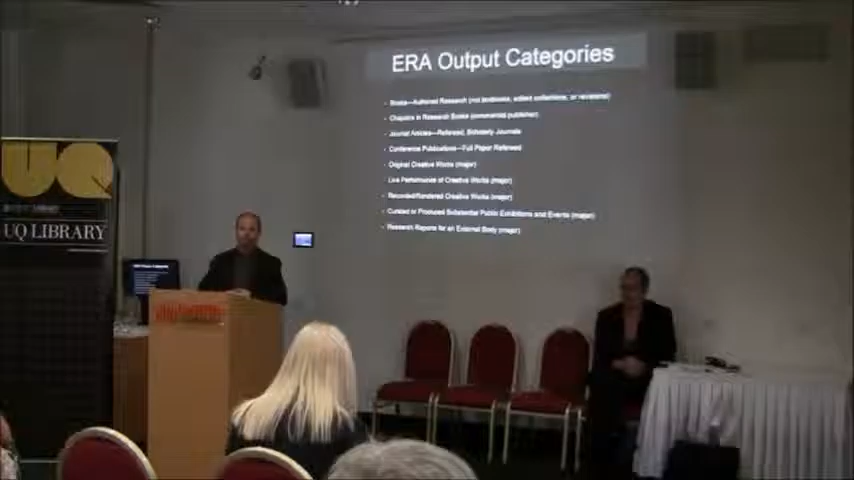 ERA Output Categories
- Books—Authored Research (not textbooks, edited collections, or revisions)
- Chapters in Research Books (commercial publisher)
- Journal Articles—Refereed, Scholarly Journals
- Conference Publications—Full Paper Refereed
- Original Creative Works (major)
- Live Performance of Creative Works (major)
- Recorded/Rendered Creative Works (major)
- Curated or Produced Substantial Public Exhibitions and Events (major)
- Research Reports for an External Body (major)
UQ
UQ LIBRARY